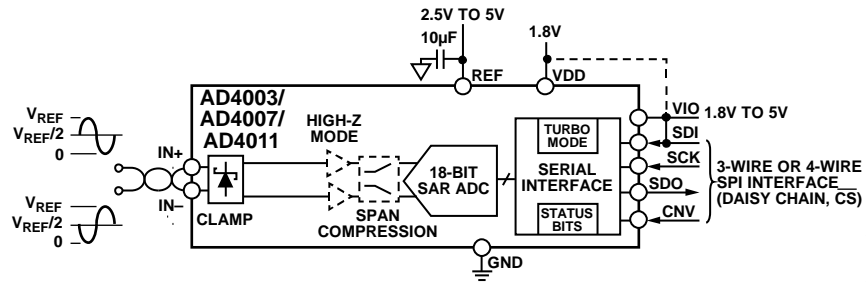 2.5V TO 5V
10µF
1.8V
REF
VDD
AD4003/
AD4007/
AD4011
HIGH-Z
MODE
VIO
1.8V TO 5V
VREF
VREF/2
0
IN+
TURBO
MODE
SDI
18-BIT
SAR ADC
SERIAL
INTERFACE
SCK
3-WIRE OR 4-WIRE
SPI INTERFACE
(DAISY CHAIN, CS)
SDO
VREF
VREF/2
0
IN–
CLAMP
SPAN
COMPRESSION
STATUS
BITS
CNV
GND